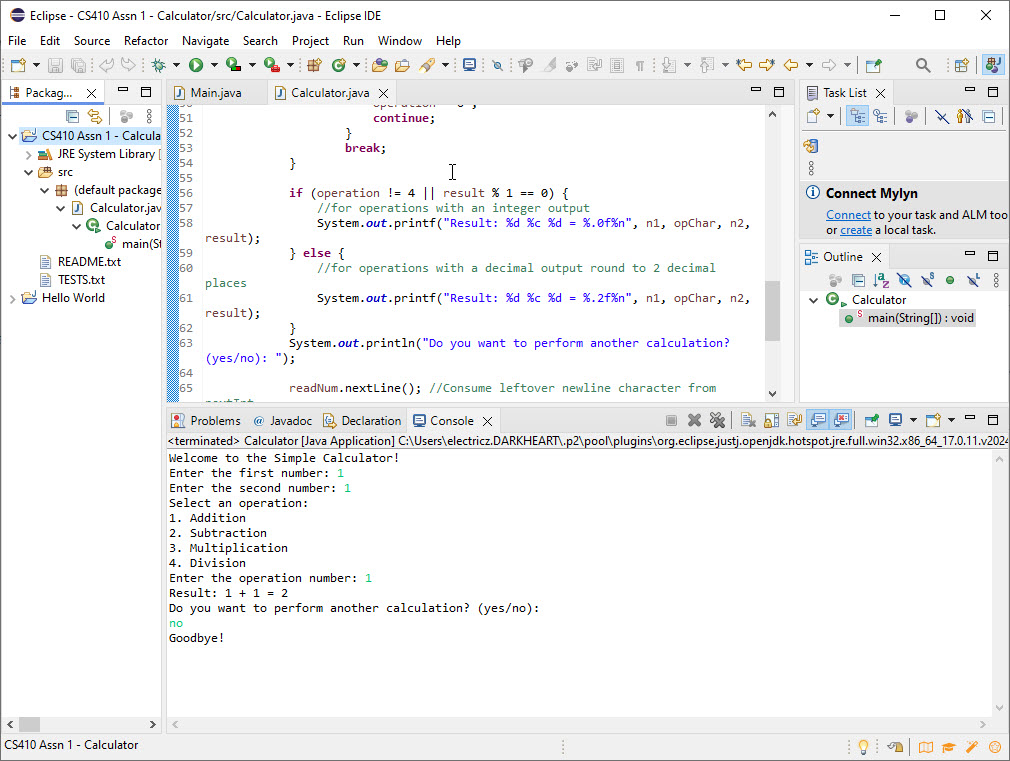 Eclipse - CS410 Assn 1 - Calculator/src/Calculator.java - Eclipse IDE
File Edit Source Refactor Navigate Search Project Run Window Help
Packag...
CS410 Assn 1 - Calcula
JRE System Library [
src
(default package
Calculator.jav
Calculator
main(St
README.txt
TESTS.txt
Hello World
Main.java Calculator.java
51 continue;
52 }
53 break;
54 }
55
56 if (operation != 4 || result % 1 == 0) {
57 //for operations with an integer output
58 System.out.printf("Result: %d %c %d = %.0f%n", n1, opChar, n2,
result);
59 } else {
60 //for operations with a decimal output round to 2 decimal
places
61 System.out.printf("Result: %d %c %d = %.2f%n", n1, opChar, n2,
result);
62 }
63 System.out.println("Do you want to perform another calculation?
(yes/no): ");
64
65 readNum.nextLine(); //Consume leftover newline character from
Task List
Connect Mylyn
Connect to your task and ALM too
or create a local task.
Outline
Calculator
main(String[]) : void
Problems Javadoc Declaration Console
<terminated> Calculator [Java Application] C:\Users\electricz.DARKHEART\.p2\pool\plugins\org.eclipse.justj.openjdk.hotspot.jre.full.win32.x86_64_17.0.11.v2024
Welcome to the Simple Calculator!
Enter the first number: 1
Enter the second number: 1
Select an operation:
1. Addition
2. Subtraction
3. Multiplication
4. Division
Enter the operation number: 1
Result: 1 + 1 = 2
Do you want to perform another calculation? (yes/no):
no
Goodbye!
CS410 Assn 1 - Calculator